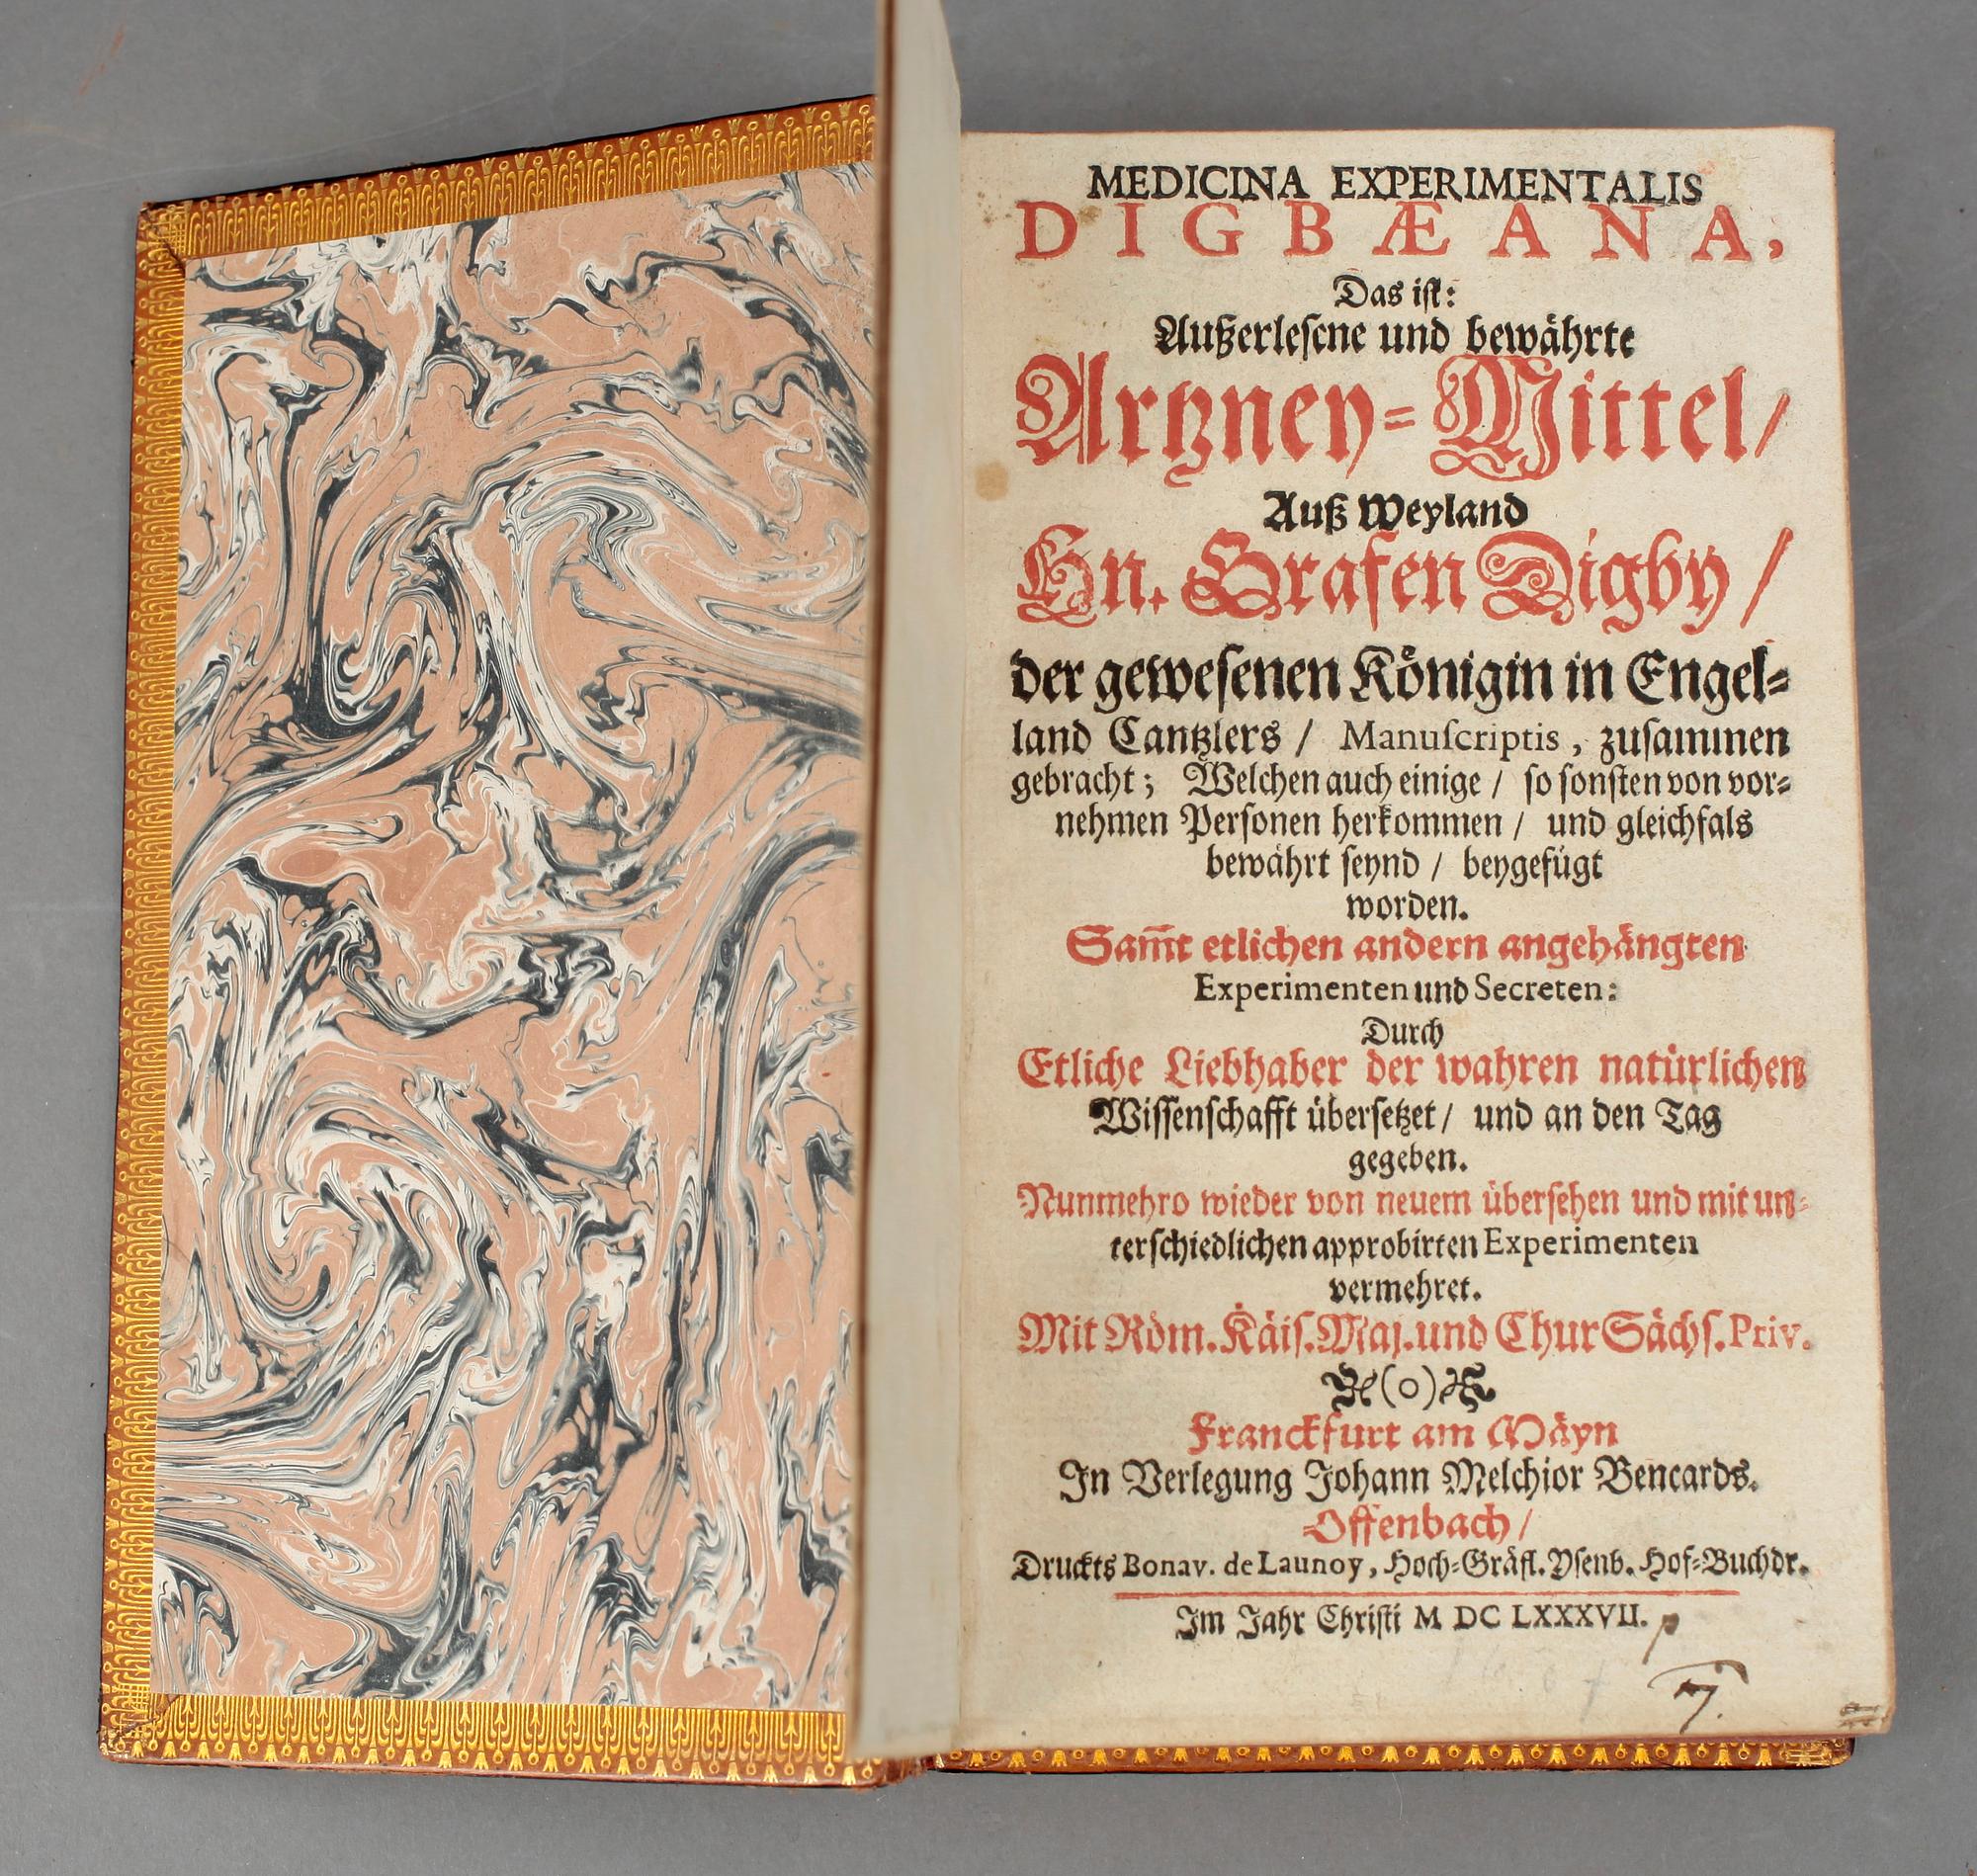 MEDICINA EXPERIMENTALIS
DIGBÆANA,
Das iſt:
Außerleſene und bewährte
Artzney-Mittel/
Auß Weyland
Hn. Grafen Digby/
der geweſenen Königin in Engel-
land Cantzlers/ Manuſcriptis, zuſammen
gebracht; Welchen auch einige/ ſo ſonſten von vor-
nehmen Perſonen herkommen/ und gleichfals
bewährt ſeynd/ beygefügt
worden.
Sam̅t etlichen andern angehängten
Experimenten und Secreten:
Durch
Etliche Liebhaber der wahren natürlichen
Wiſſenſchafft überſetzet/ und an den Tag
gegeben.
Nunmehro wieder von neuem überſehen und mit un-
terſchiedlichen approbirten Experimenten
vermehret.
Mit Röm. Käiſ. Maj. und Chur Sächſ. Priv.
(o)
Franckfurt am Mäyn
In Verlegung Johann Melchior Bencards.
Offenbach/
Druckts Bonav. de Launoy, Hoch-Gräfl. Yſenb. Hof-Buchdr.
Im Jahr Chriſti M DC LXXXVII.